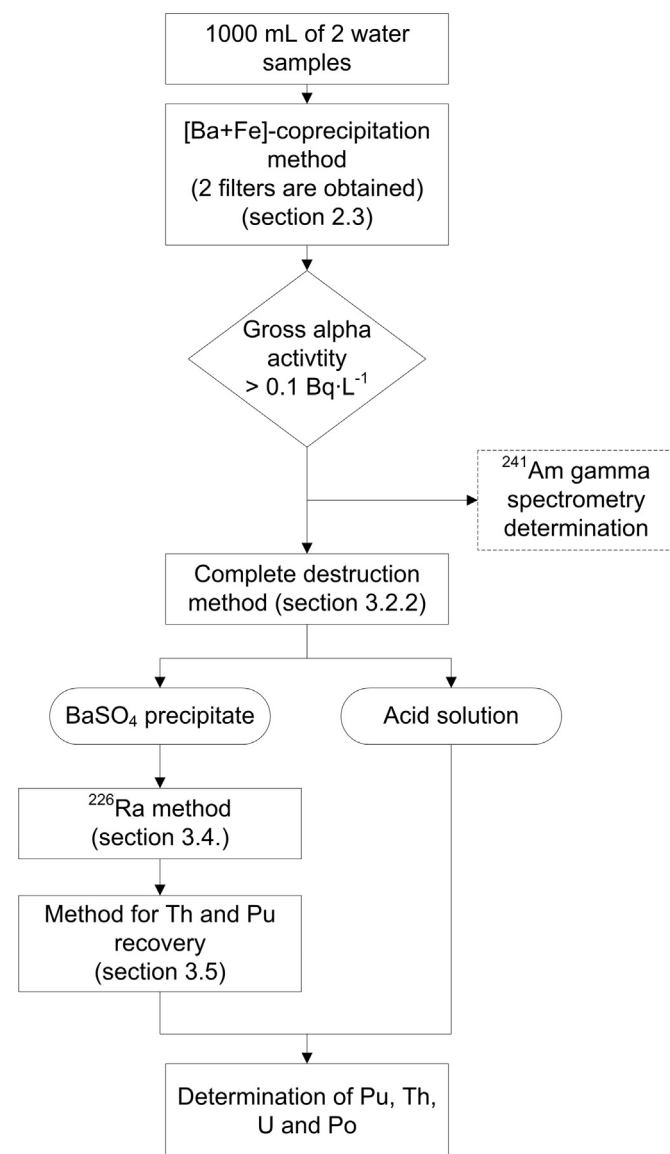 1000 mL of 2 water
samples
[Ba+Fe]-coprecipitation
method
(2 filters are obtained)
(section 2.3)
Gross alpha
activtity
> 0.1 Bq·L⁻¹
²⁴¹Am gamma
spectrometry
determination
Complete destruction
method (section 3.2.2)
BaSO₄ precipitate
Acid solution
²²⁶Ra method
(section 3.4.)
Method for Th and Pu
recovery
(section 3.5)
Determination of Pu, Th,
U and Po